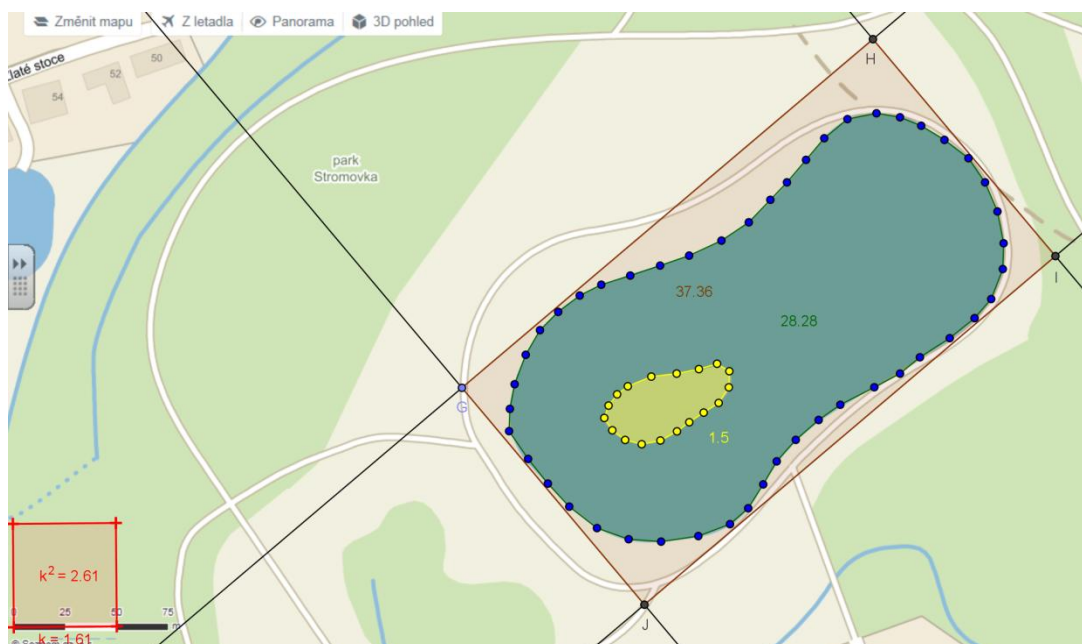 Změnit mapu Z letadla Panorama 3D pohled
zlaté stoce
50
52
54
park
Stromovka
H
I
37.36
28.28
G
1.5
k² = 2.61
0 25 50 75
m
k = 1.61
J